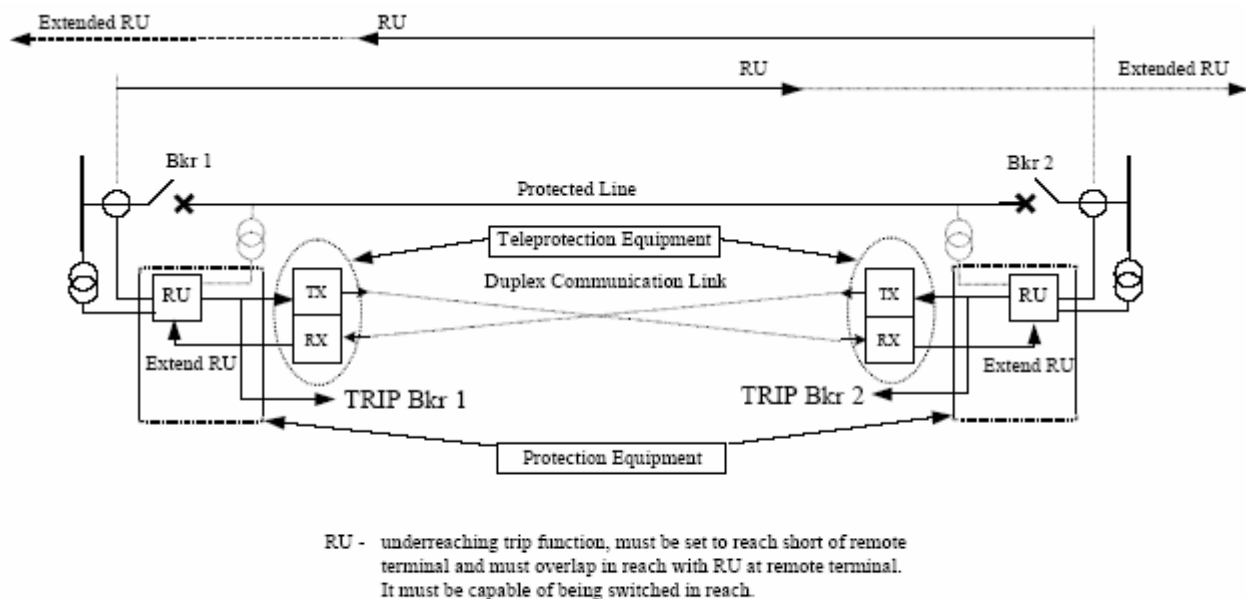 Extended RU RU
RU Extended RU
Bkr 1 Bkr 2
Protected Line
Teleprotection Equipment
Duplex Communication Link
RU TX TX RU
RX RX
Extend RU Extend RU
TRIP Bkr 1 TRIP Bkr 2
Protection Equipment
RU - underreaching trip function, must be set to reach short of remote
terminal and must overlap in reach with RU at remote terminal.
It must be capable of being switched in reach.